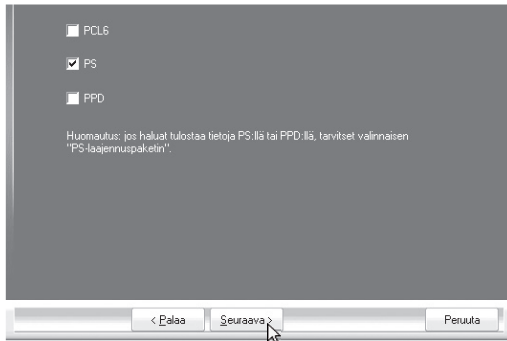 PCL6
PS
PPD
Huomautus: jos haluat tulostaa tietoja PS:llä tai PPD:llä, tarvitset valinnaisen
"PS-laajennuspaketin".
< Palaa Seuraava > Peruuta